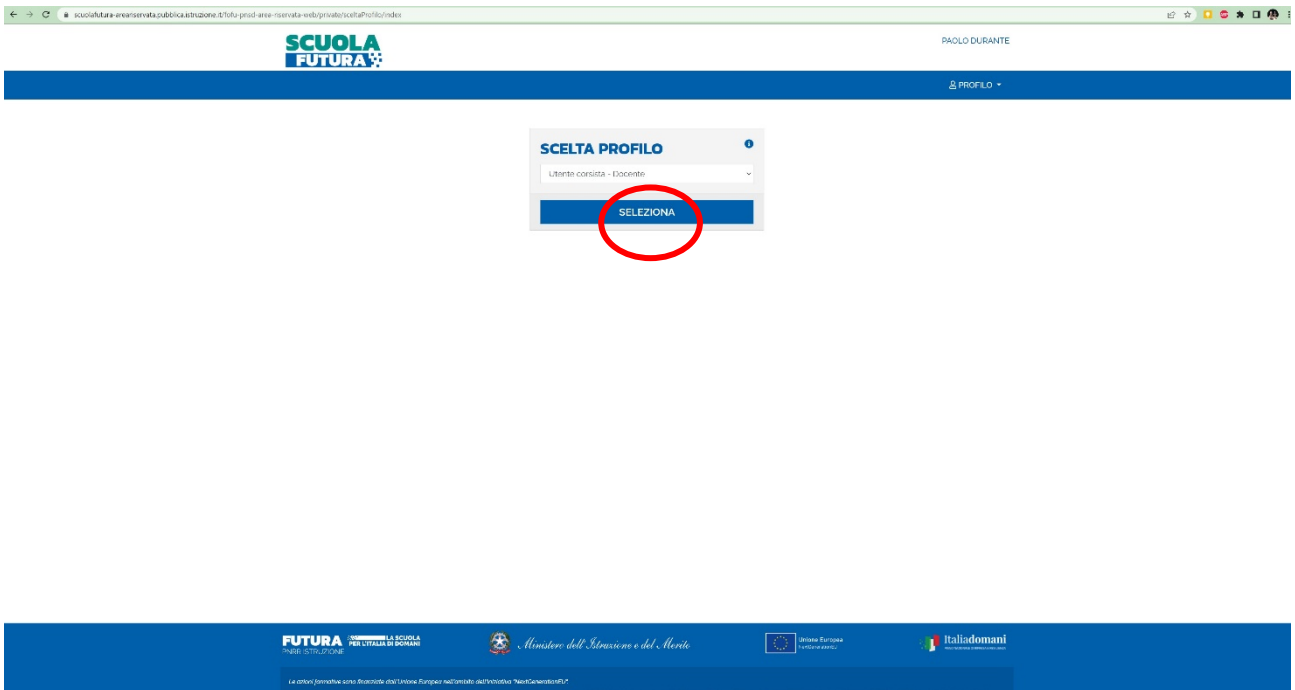 scuolafutura-areariservata.pubblica.istruzione.it/fofu-pnsd-area-riservata-web/private/sceltaProfilo/index
SCUOLA
FUTURA
PAOLO DURANTE
PROFILO
SCELTA PROFILO
Utente corsista - Docente
SELEZIONA
FUTURA
LA SCUOLA
PER L'ITALIA DI DOMANI
PNRR ISTRUZIONE
Ministero dell'Istruzione e del Merito
Unione Europea
NextGenerationEU
Italiadomani
Le azioni formative sono finanziate dall'Unione Europea nell'ambito dell'iniziativa "NextGenerationEU".